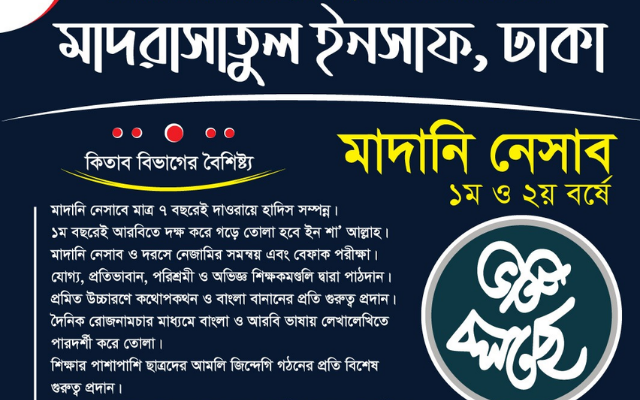 মাদরাসাতুল ইনসাফ, ঢাকা
কিতাব বিভাগের বৈশিষ্ট্য
মাদানি নেসাব
১ম ও ২য় বর্ষে
মাদানি নেসাবে মাত্র ৭ বছরেই দাওরায়ে হাদিস সম্পন্ন।
১ম বছরেই আরবিতে দক্ষ করে গড়ে তোলা হবে ইন শা’ আল্লাহ।
মাদানি নেসাব ও দরসে নেজামির সমন্বয় এবং বেফাক পরীক্ষা।
যোগ্য, প্রতিভাবান, পরিশ্রমী ও অভিজ্ঞ শিক্ষকমণ্ডলি দ্বারা পাঠদান।
প্রমিত উচ্চারণে কথোপকথন ও বাংলা বানানের প্রতি গুরুত্ব প্রদান।
দৈনিক রোজনামচার মাধ্যমে বাংলা ও আরবি ভাষায় লেখালেখিতে
পারদর্শী করে তোলা।
শিক্ষার পাশাপাশি ছাত্রদের আমলি জিন্দেগি গঠনের প্রতি বিশেষ
গুরুত্ব প্রদান।
ভর্তি
চলছে